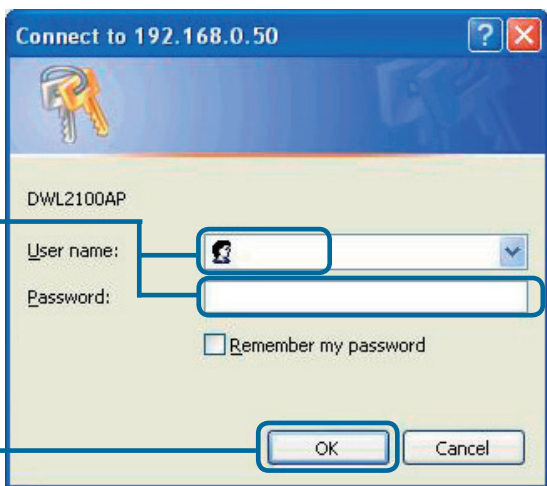 Connect to 192.168.0.50
DWL2100AP
User name:
Password:
Remember my password
OK
Cancel